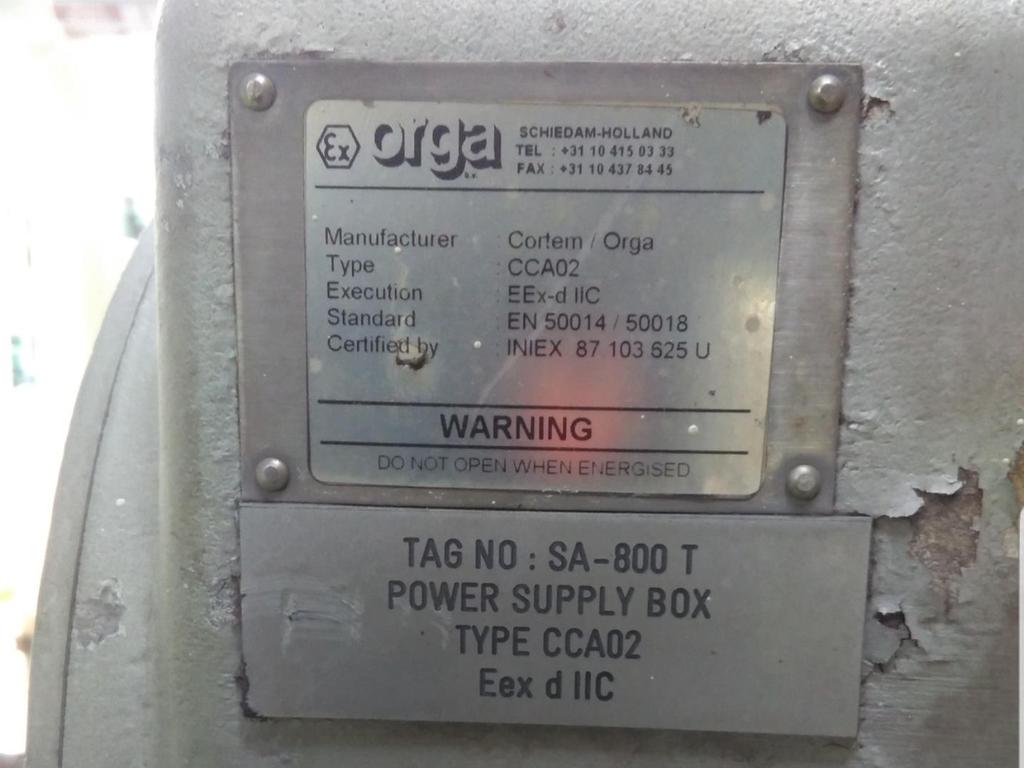 Ex orga B.V. SCHIEDAM-HOLLAND
TEL : +31 10 415 03 33
FAX : +31 10 437 84 45
Manufacturer : Cortem / Orga
Type : CCA02
Execution : EEx-d IIC
Standard : EN 50014 / 50018
Certified by : INIEX 87 103 625 U
WARNING
DO NOT OPEN WHEN ENERGISED
TAG NO : SA-800 T
POWER SUPPLY BOX
TYPE CCA02
Eex d IIC